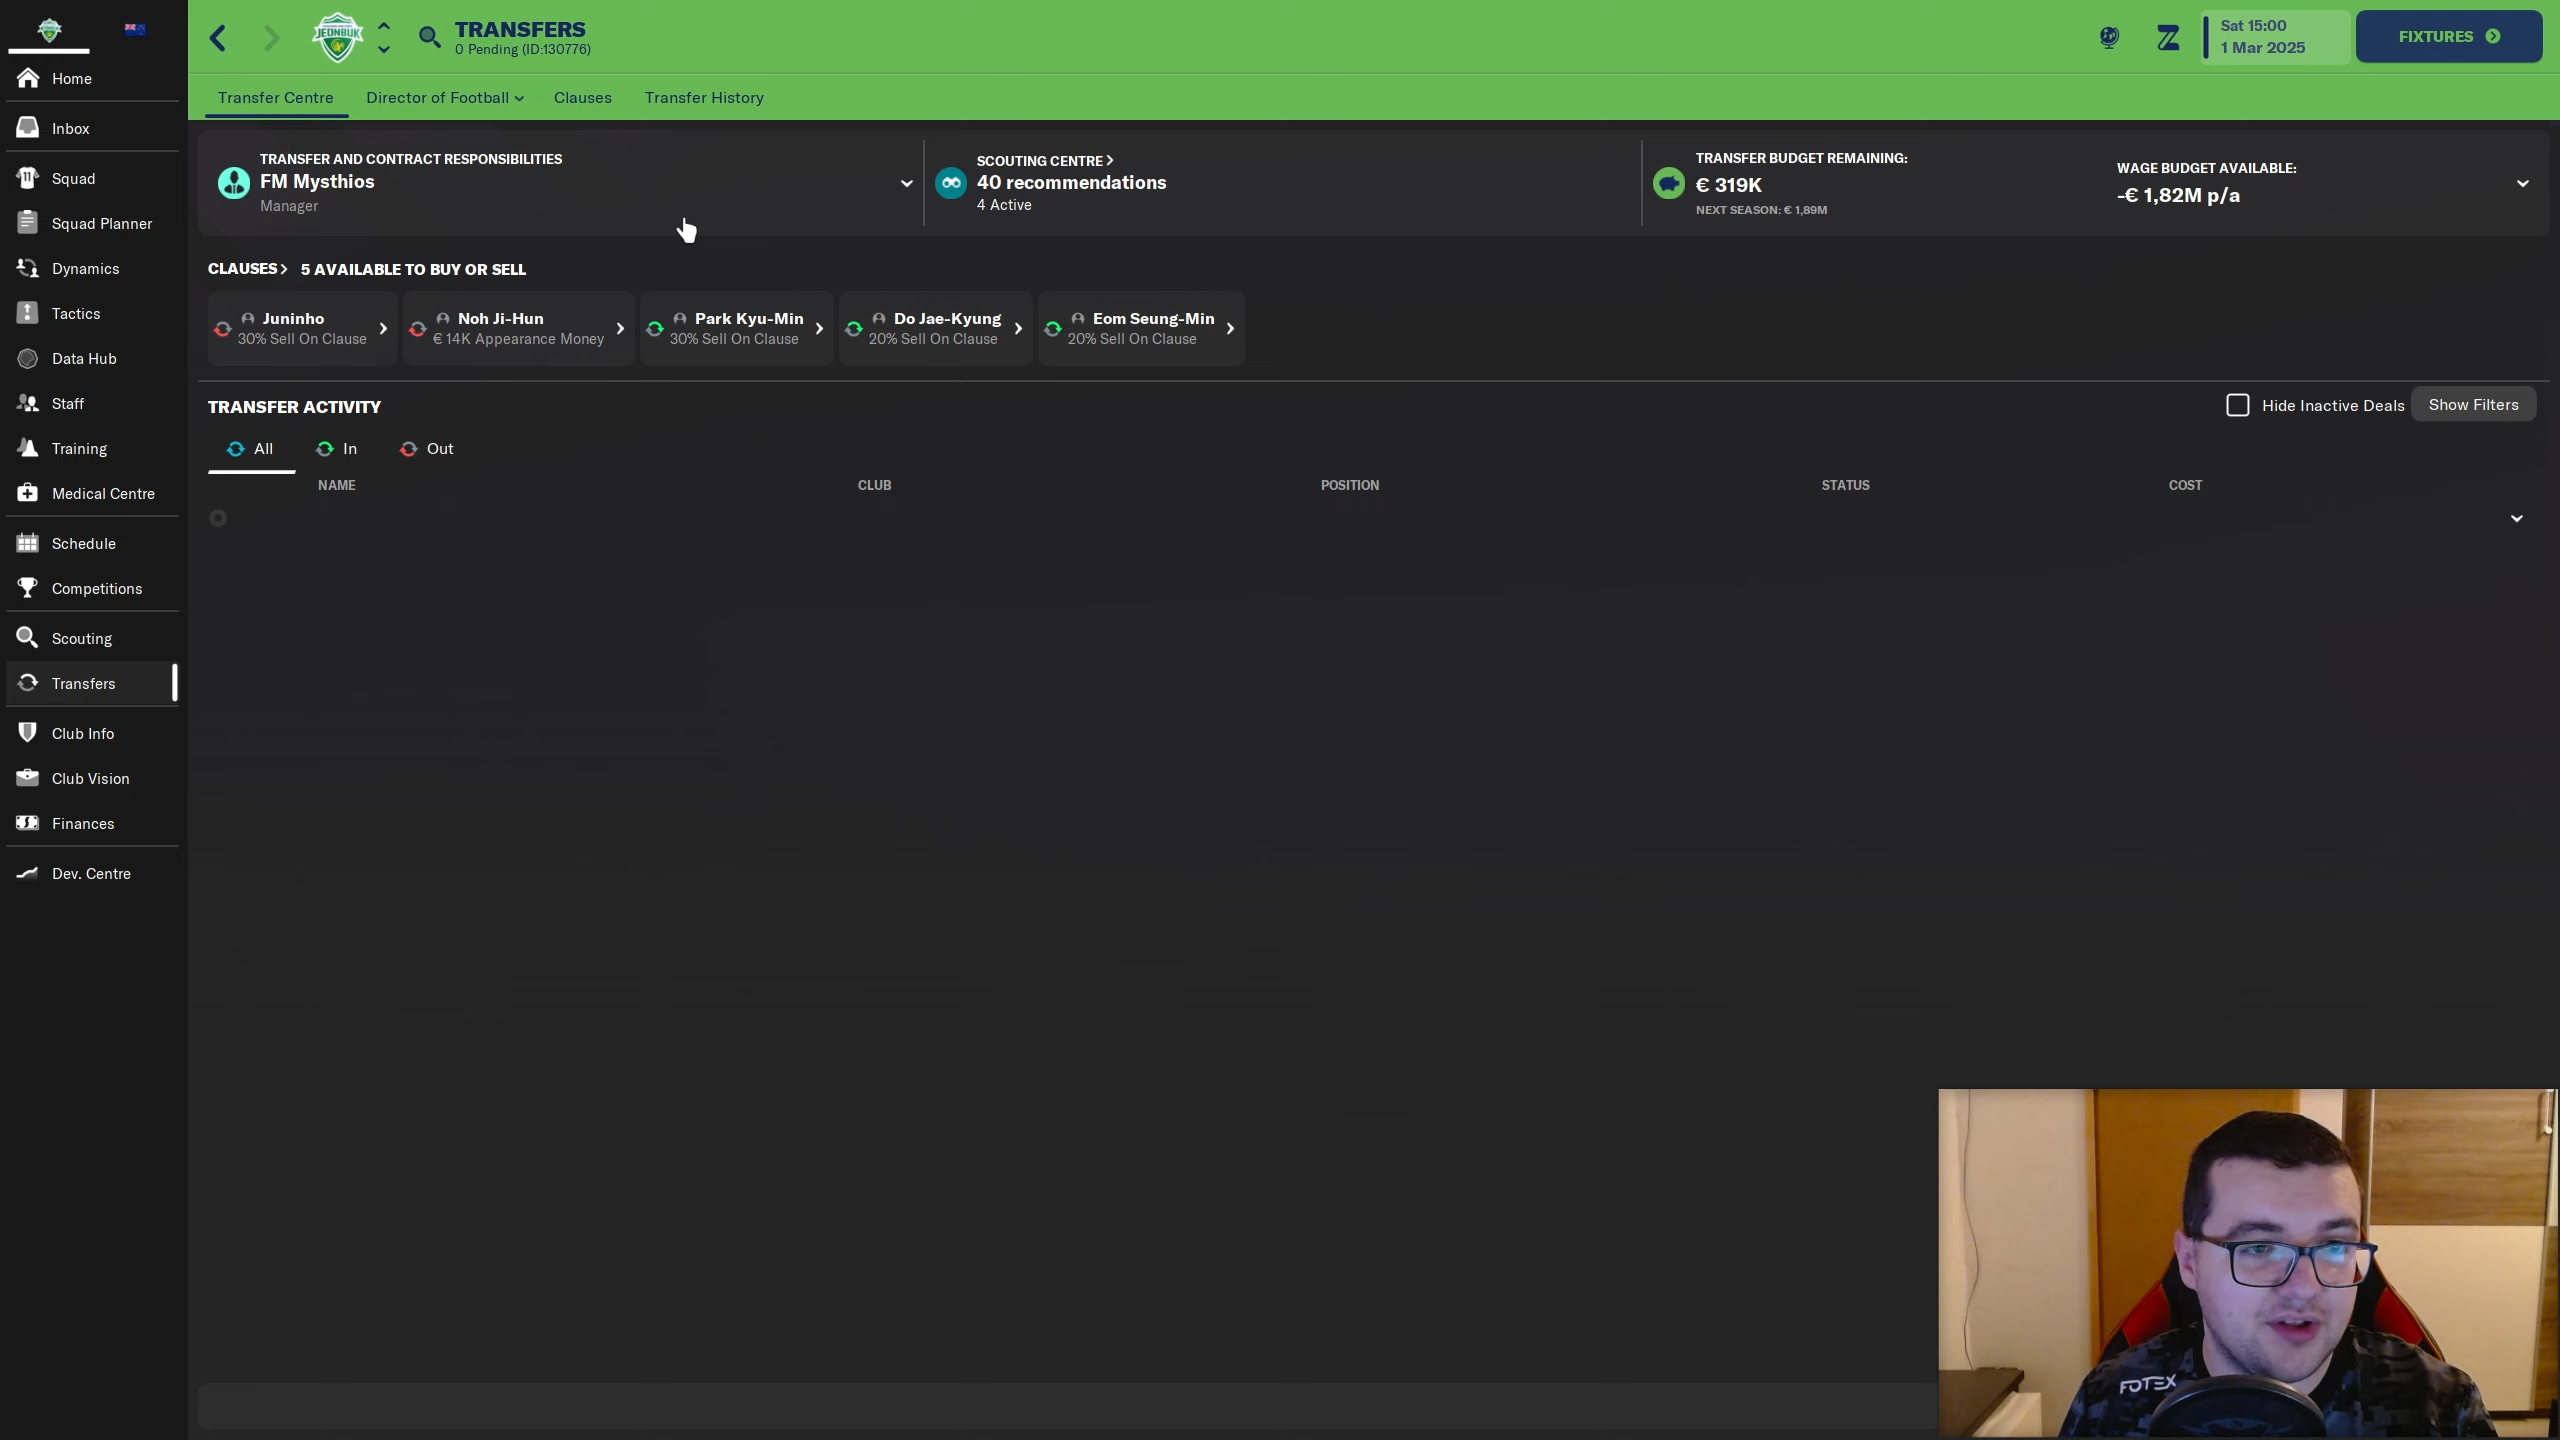 TRANSFERS
0 Pending (ID:130776)
Sat 15:00
1 Mar 2025
FIXTURES
JEONBUK
Home
Inbox
Squad
Squad Planner
Dynamics
Tactics
Data Hub
Staff
Training
Medical Centre
Schedule
Competitions
Scouting
Transfers
Club Info
Club Vision
Finances
Dev. Centre
Transfer Centre
Director of Football
Clauses
Transfer History
TRANSFER AND CONTRACT RESPONSIBILITIES
FM Mysthios
Manager
SCOUTING CENTRE
40 recommendations
4 Active
TRANSFER BUDGET REMAINING:
€ 319K
NEXT SEASON: € 1,89M
WAGE BUDGET AVAILABLE:
-€ 1,82M p/a
CLAUSES 5 AVAILABLE TO BUY OR SELL
Juninho
30% Sell On Clause
Noh Ji-Hun
€ 14K Appearance Money
Park Kyu-Min
30% Sell On Clause
Do Jae-Kyung
20% Sell On Clause
Eom Seung-Min
20% Sell On Clause
TRANSFER ACTIVITY
Hide Inactive Deals
Show Filters
All
In
Out
NAME
CLUB
POSITION
STATUS
COST
FOTEX